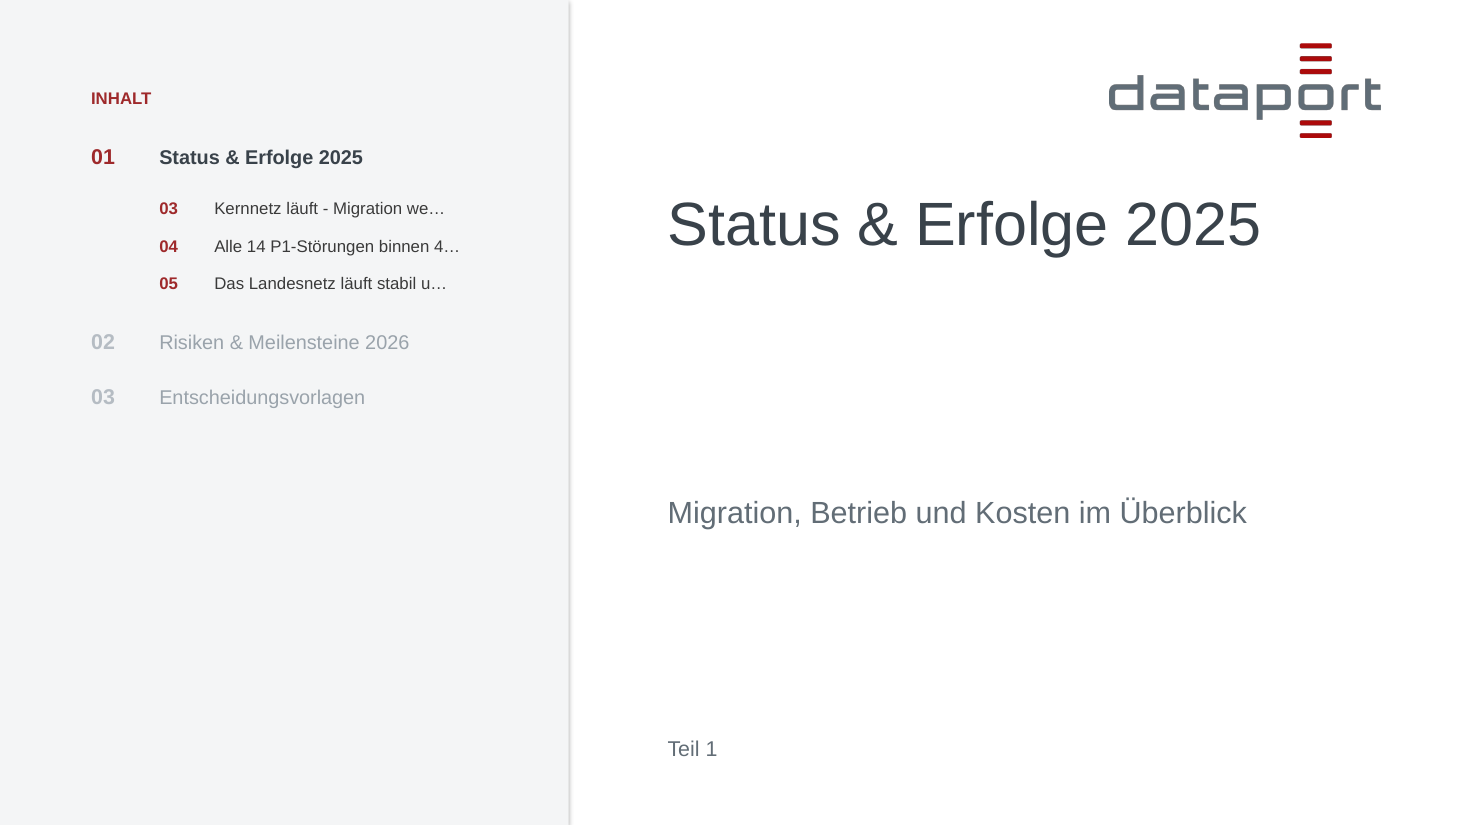 INHALT
01 Status & Erfolge 2025
03 Kernnetz läuft - Migration we…
04 Alle 14 P1-Störungen binnen 4…
05 Das Landesnetz läuft stabil u…
02 Risiken & Meilensteine 2026
03 Entscheidungsvorlagen
dataport
Status & Erfolge 2025
Migration, Betrieb und Kosten im Überblick
Teil 1